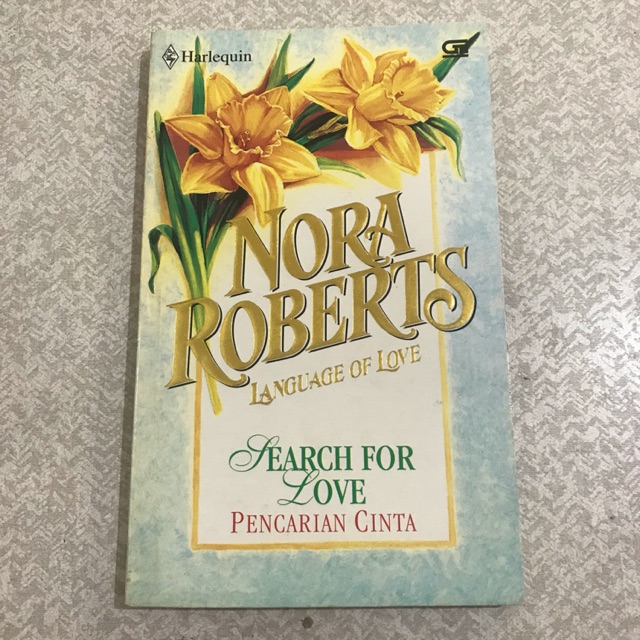 Harlequin
NORA
ROBERTS
LANGUAGE OF LOVE
SEARCH FOR
LOVE
PENCARIAN CINTA